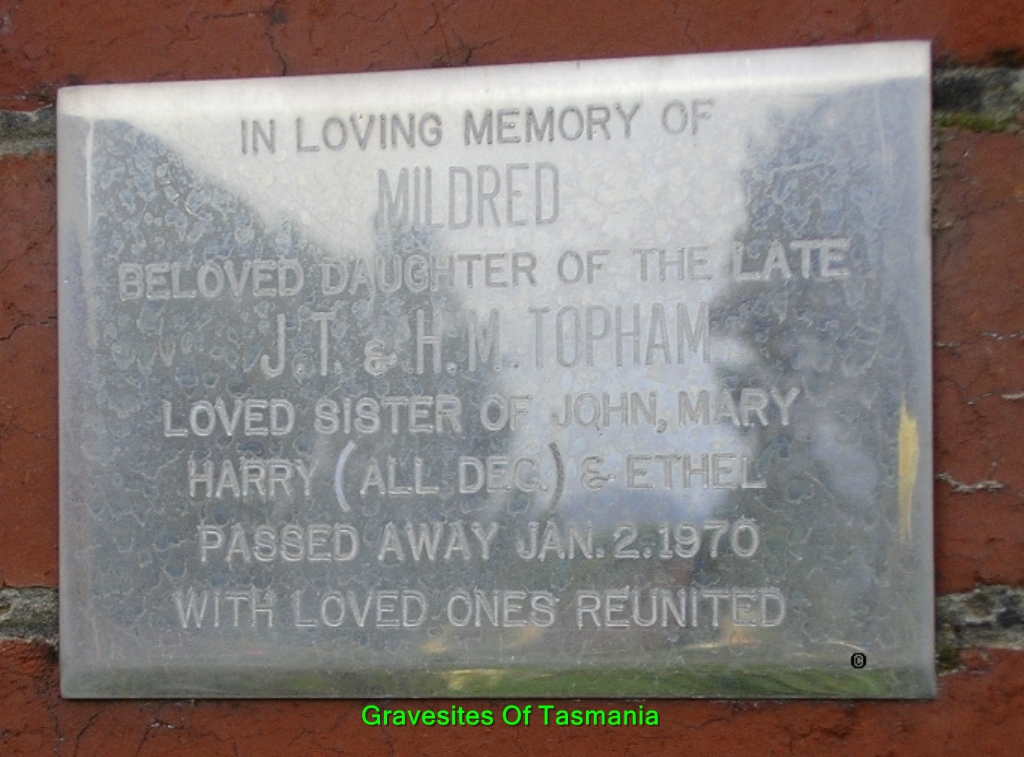 IN LOVING MEMORY OF
MILDRED
BELOVED DAUGHTER OF THE LATE
J.T. & H.M. TOPHAM
LOVED SISTER OF JOHN, MARY
HARRY (ALL DEC.) & ETHEL
PASSED AWAY JAN. 2. 1970
WITH LOVED ONES REUNITED
©
Gravesites Of Tasmania